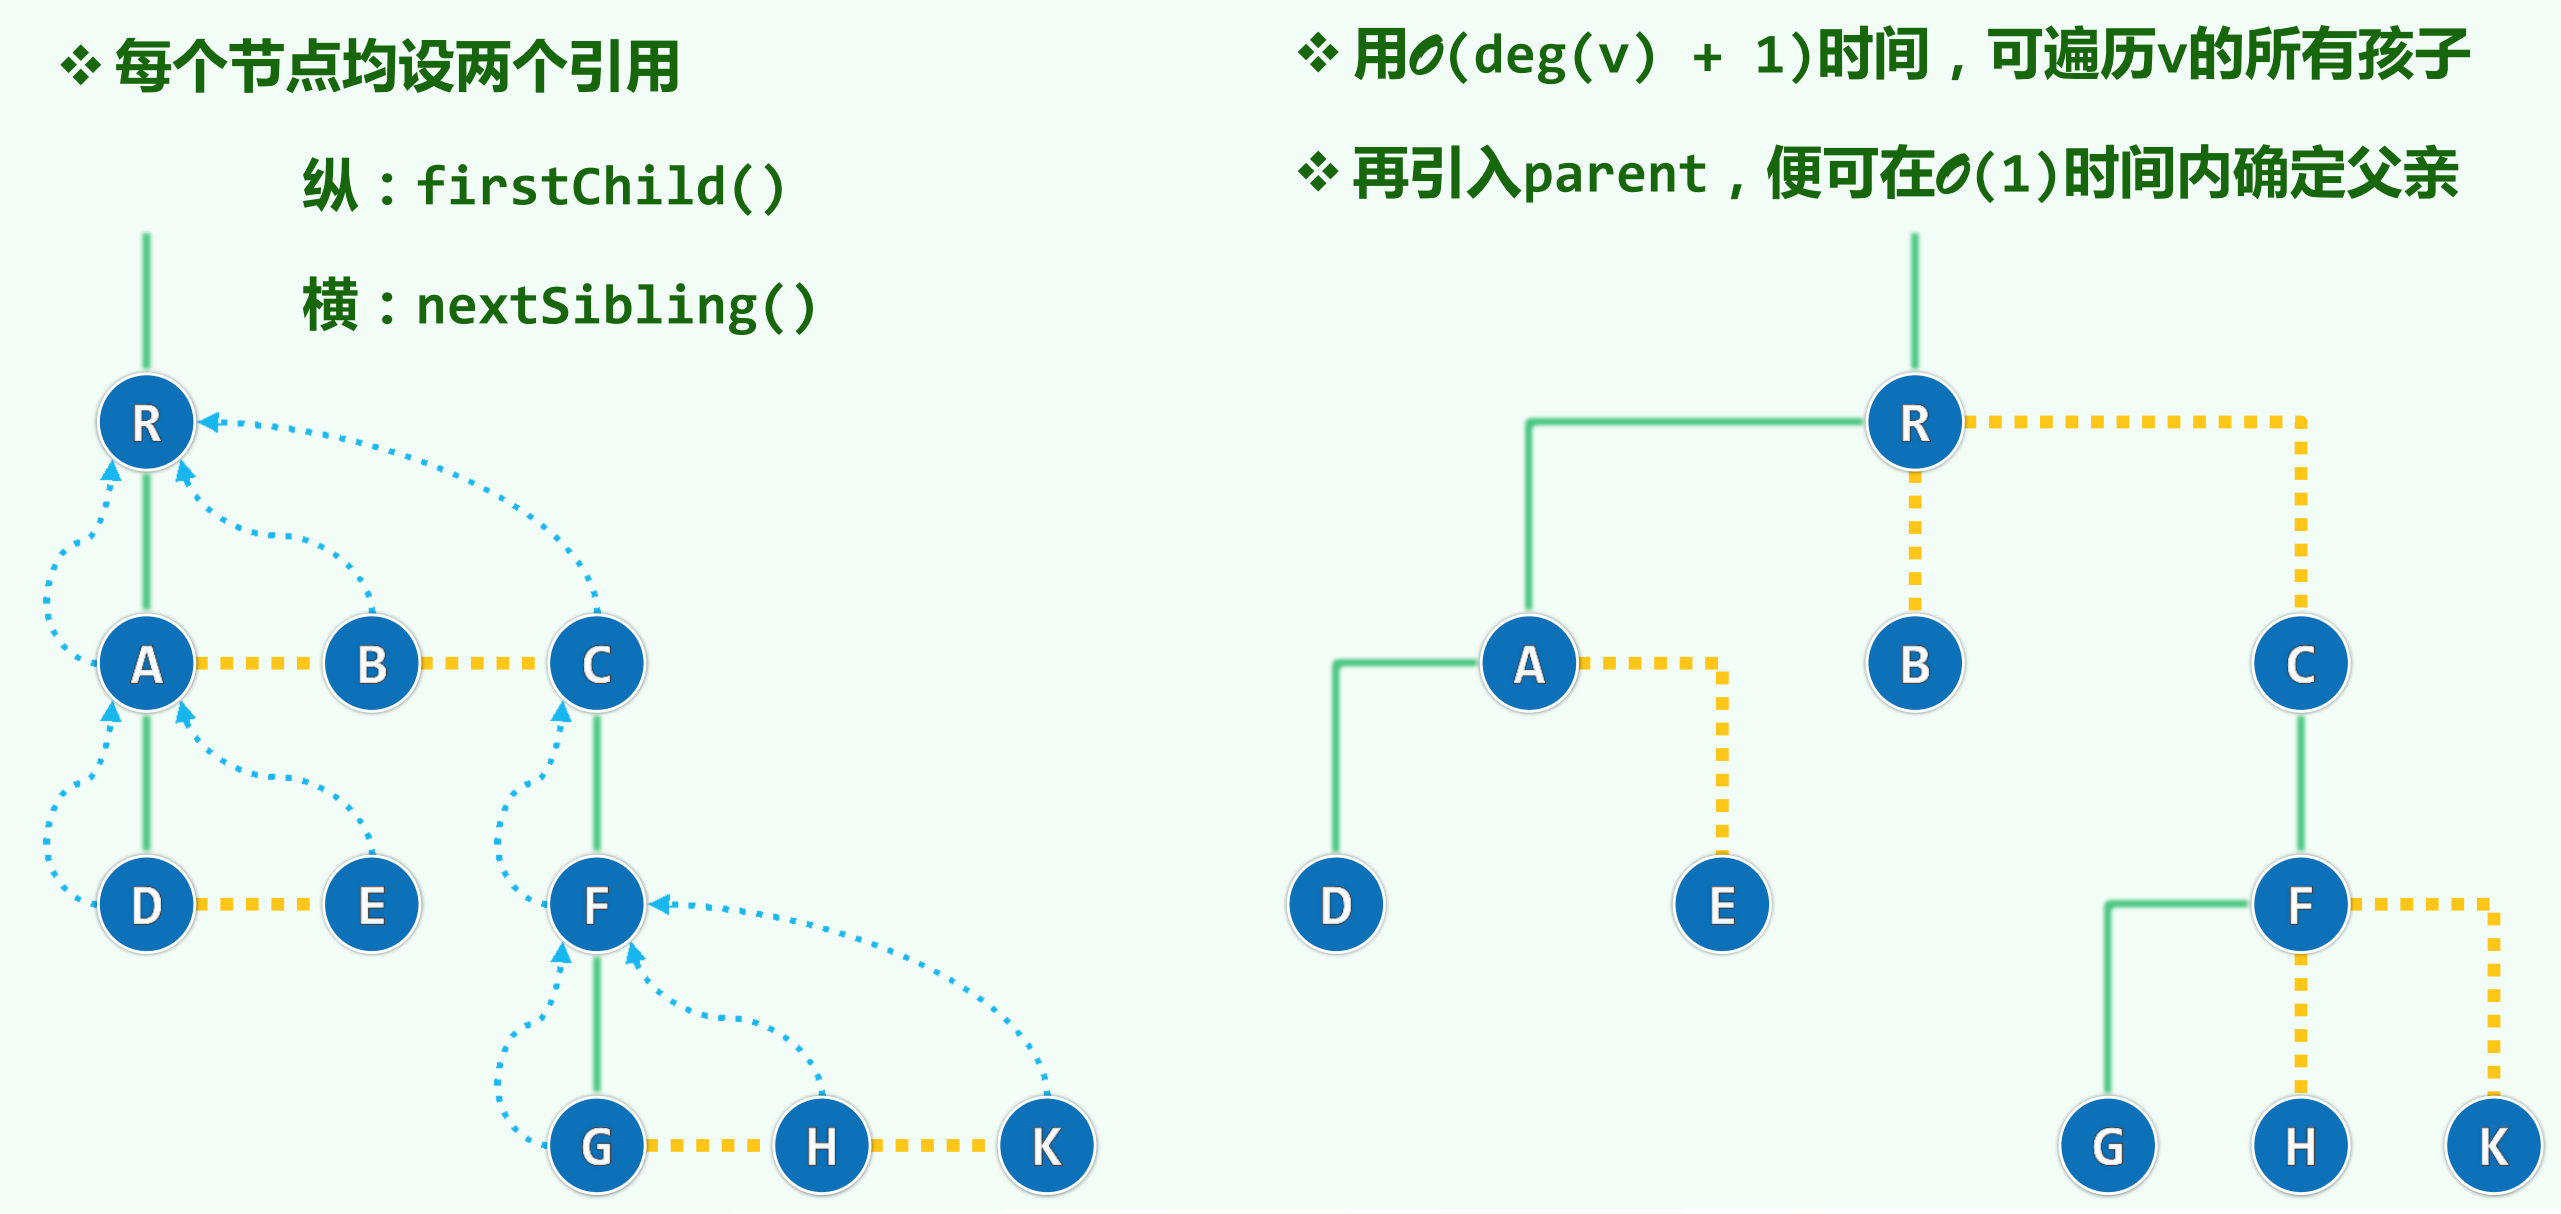 ❖ 每个节点均设两个引用
纵：firstChild()
横：nextSibling()
❖ 用𝒪(deg(v) + 1)时间，可遍历v的所有孩子
❖ 再引入parent，便可在𝒪(1)时间内确定父亲
R
A B C
D E F
G H K
R
A B C
D E F
G H K